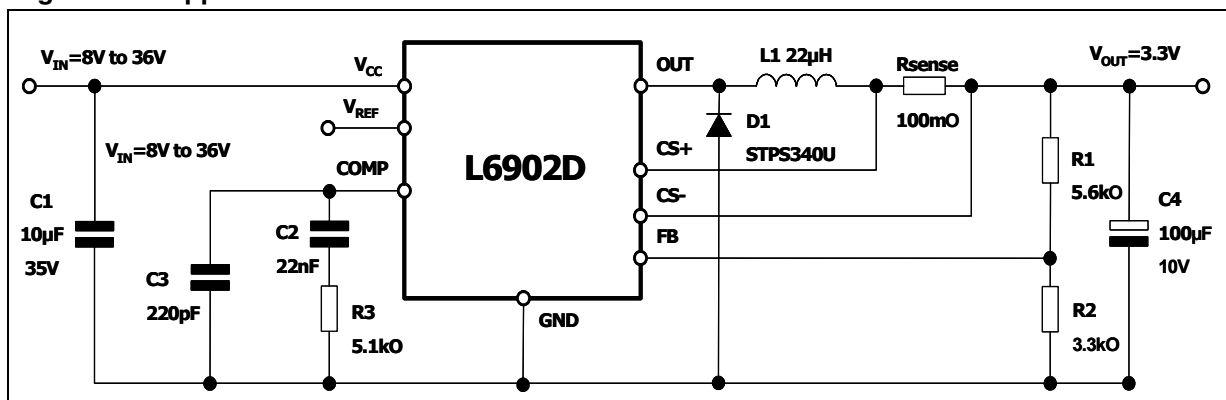 V_IN=8V to 36V
V_CC
V_REF
V_IN=8V to 36V
COMP
L6902D
OUT
L1 22µH
Rsense
100mO
V_OUT=3.3V
D1
STPS340U
CS+
CS-
FB
C1
10µF
35V
C2
22nF
C3
220pF
R3
5.1kO
GND
R1
5.6kO
C4
100µF
10V
R2
3.3kO